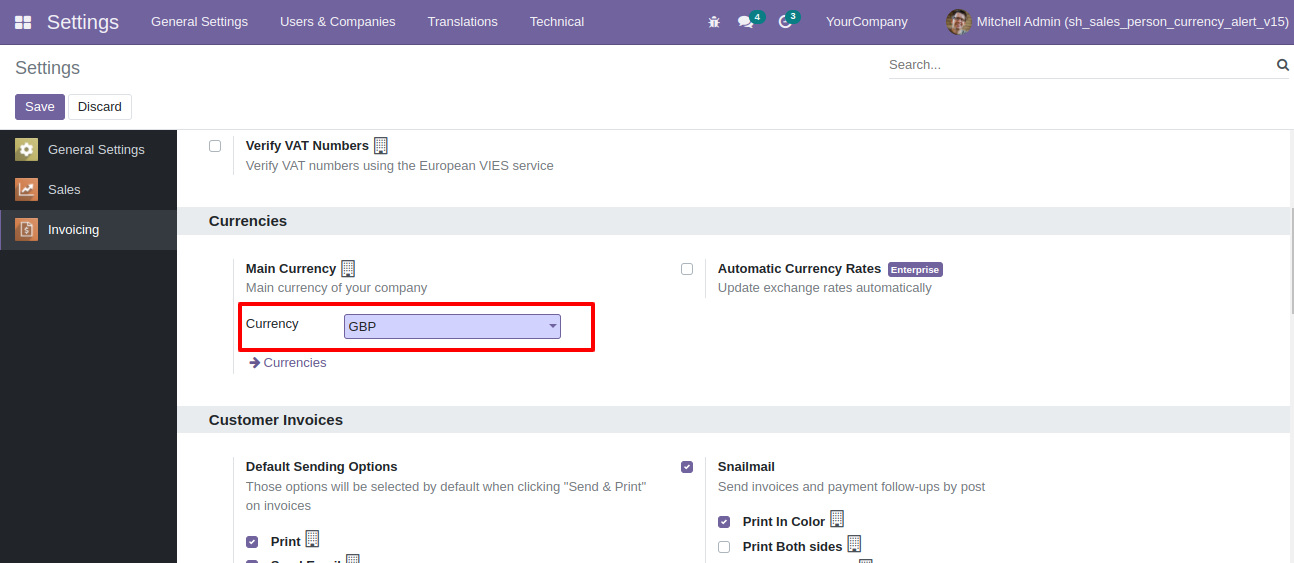 Settings General Settings Users & Companies Translations Technical 4 3 YourCompany Mitchell Admin (sh_sales_person_currency_alert_v15)
Settings
Search...
Save Discard
General Settings
Sales
Invoicing
Verify VAT Numbers
Verify VAT numbers using the European VIES service
Currencies
Main Currency
Main currency of your company
Currency GBP
Currencies
Automatic Currency Rates Enterprise
Update exchange rates automatically
Customer Invoices
Default Sending Options
Those options will be selected by default when clicking "Send & Print"
on invoices
Print
Send Email
Snailmail
Send invoices and payment follow-ups by post
Print In Color
Print Both sides